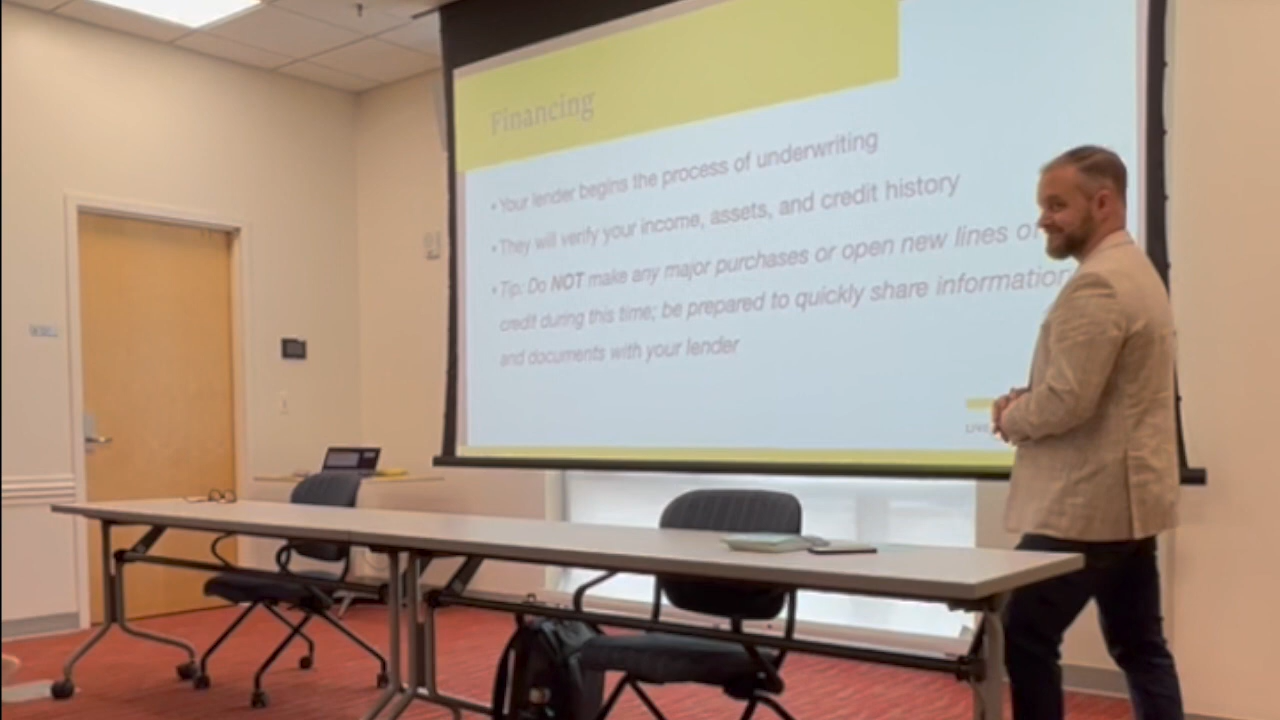 Financing
• Your lender begins the process of underwriting
• They will verify your income, assets, and credit history
• Tip: Do NOT make any major purchases or open new lines of
credit during this time; be prepared to quickly share information
and documents with your lender